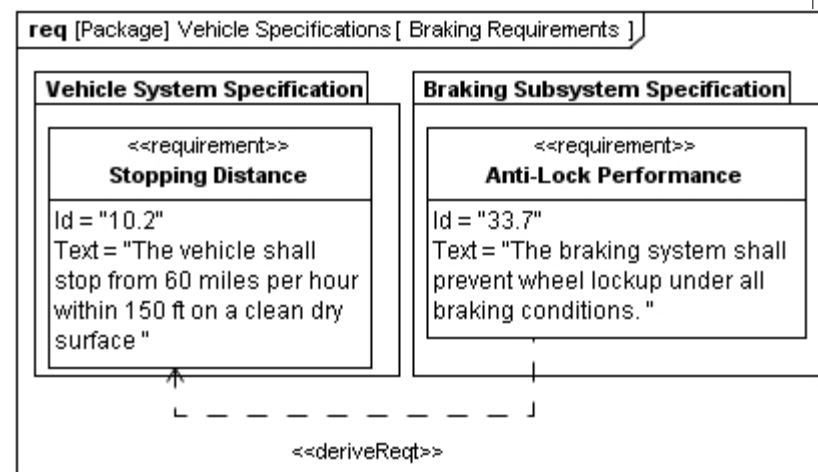 req [Package] Vehicle Specifications [ Braking Requirements ]
Vehicle System Specification
<<requirement>>
Stopping Distance
Id = "10.2"
Text = "The vehicle shall
stop from 60 miles per hour
within 150 ft on a clean dry
surface "
Braking Subsystem Specification
<<requirement>>
Anti-Lock Performance
Id = "33.7"
Text = "The braking system shall
prevent wheel lockup under all
braking conditions. "
<<deriveReqt>>